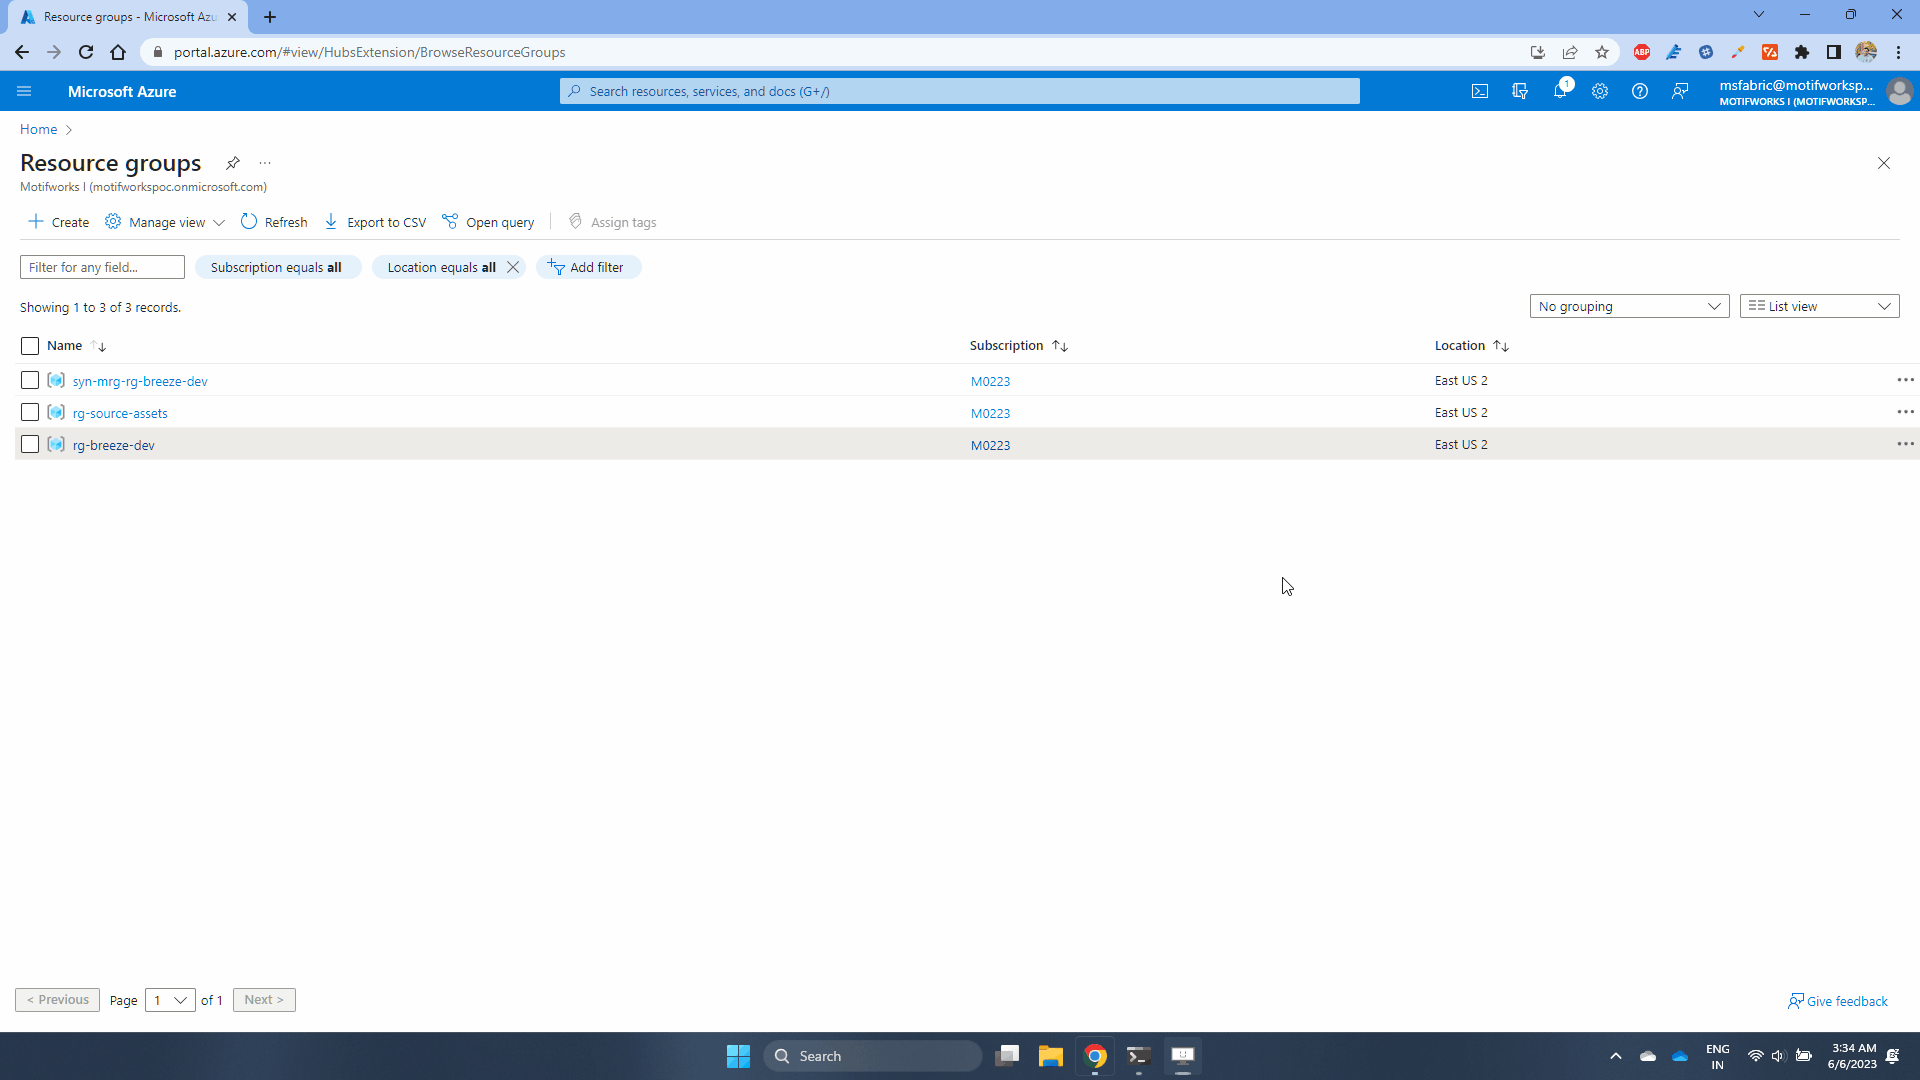 Resource groups - Microsoft Azu
portal.azure.com/#view/HubsExtension/BrowseResourceGroups
ABP
Microsoft Azure
Search resources, services, and docs (G+/)
1
msfabric@motifworksp...
MOTIFWORKS I (MOTIFWORKSP...
Home
Resource groups
Motifworks I (motifworkspoc.onmicrosoft.com)
Create
Manage view
Refresh
Export to CSV
Open query
Assign tags
Filter for any field...
Subscription equals all
Location equals all
Add filter
Showing 1 to 3 of 3 records.
No grouping
List view
Name
Subscription
Location
syn-mrg-rg-breeze-dev
M0223
East US 2
rg-source-assets
M0223
East US 2
rg-breeze-dev
M0223
East US 2
< Previous
Page
1
of 1
Next >
Give feedback
Search
ENG
IN
3:34 AM
6/6/2023